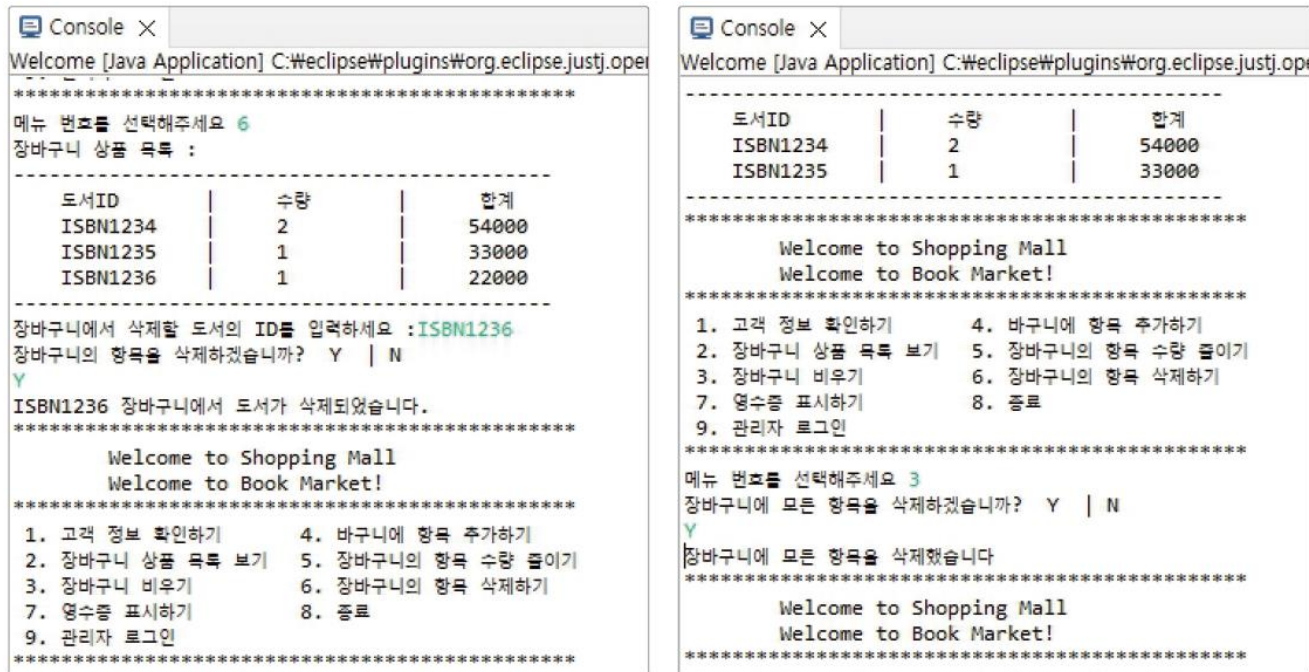 Console
Welcome [Java Application] C:₩eclipse₩plugins₩org.eclipse.justj.oper
************************************************
메뉴 번호를 선택해주세요 6
장바구니 상품 목록 :
----------------------------------------------
도서ID | 수량 | 합계
ISBN1234 | 2 | 54000
ISBN1235 | 1 | 33000
ISBN1236 | 1 | 22000
----------------------------------------------
장바구니에서 삭제할 도서의 ID를 입력하세요 :ISBN1236
장바구니의 항목을 삭제하겠습니까? Y | N
Y
ISBN1236 장바구니에서 도서가 삭제되었습니다.
************************************************
Welcome to Shopping Mall
Welcome to Book Market!
************************************************
1. 고객 정보 확인하기 4. 바구니에 항목 추가하기
2. 장바구니 상품 목록 보기 5. 장바구니의 항목 수량 줄이기
3. 장바구니 비우기 6. 장바구니의 항목 삭제하기
7. 영수증 표시하기 8. 종료
9. 관리자 로그인
************************************************
Console
Welcome [Java Application] C:₩eclipse₩plugins₩org.eclipse.justj.ope
----------------------------------------------
도서ID | 수량 | 합계
ISBN1234 | 2 | 54000
ISBN1235 | 1 | 33000
----------------------------------------------
************************************************
Welcome to Shopping Mall
Welcome to Book Market!
************************************************
1. 고객 정보 확인하기 4. 바구니에 항목 추가하기
2. 장바구니 상품 목록 보기 5. 장바구니의 항목 수량 줄이기
3. 장바구니 비우기 6. 장바구니의 항목 삭제하기
7. 영수증 표시하기 8. 종료
9. 관리자 로그인
************************************************
메뉴 번호를 선택해주세요 3
장바구니에 모든 항목을 삭제하겠습니까? Y | N
Y
장바구니에 모든 항목을 삭제했습니다
************************************************
Welcome to Shopping Mall
Welcome to Book Market!
************************************************